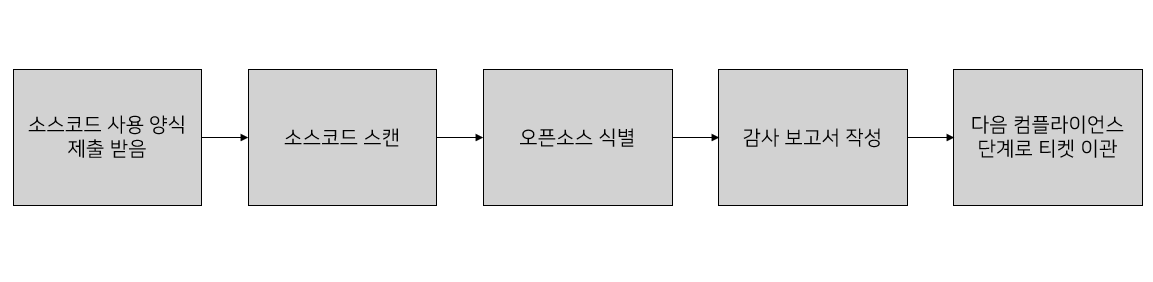 소스코드 사용 양식
제출 받음
소스코드 스캔
오픈소스 식별
감사 보고서 작성
다음 컴플라이언스
단계로 티켓 이관